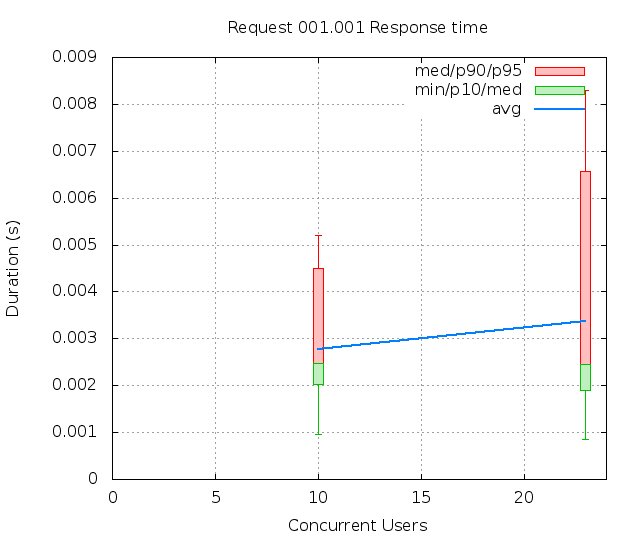 Request 001.001 Response time
0.009
0.008
0.007
0.006
0.005
0.004
0.003
0.002
0.001
0
Duration (s)
med/p90/p95
min/p10/med
avg
0 5 10 15 20
Concurrent Users